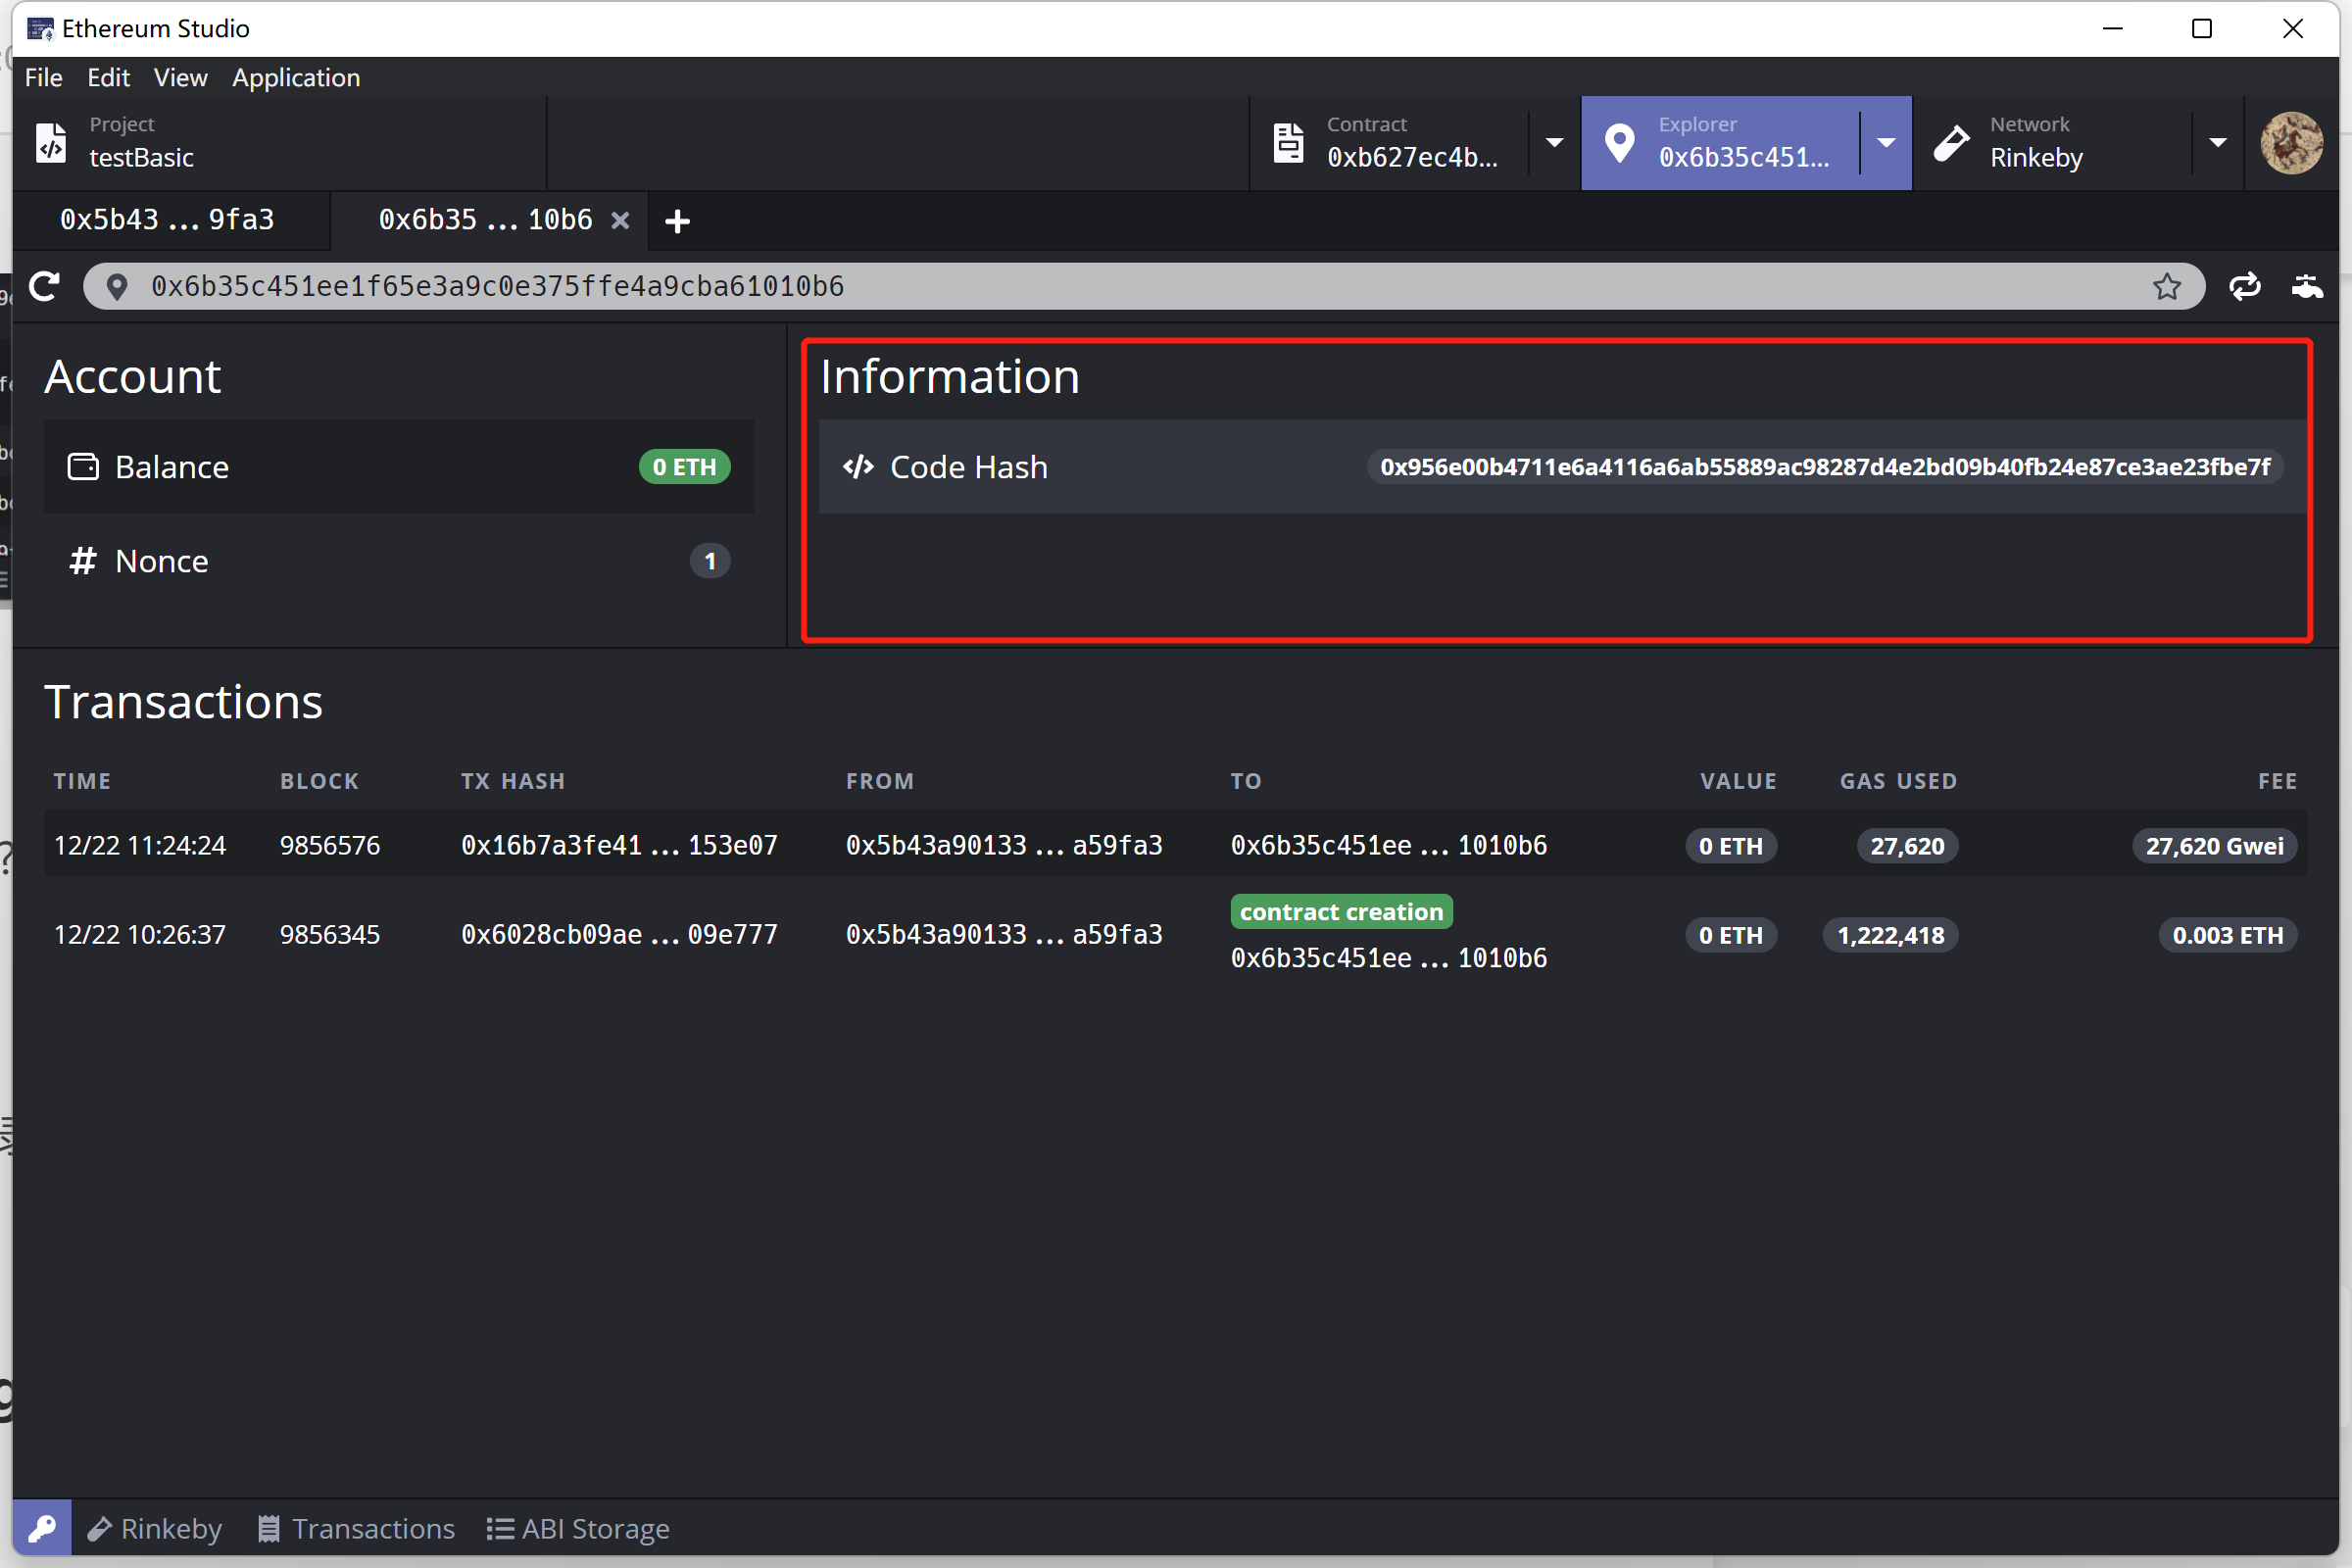 Ethereum Studio
File Edit View Application
Project
testBasic
Contract
0xb627ec4b...
Explorer
0x6b35c451...
Network
Rinkeby
0x5b43 ... 9fa3
0x6b35 ... 10b6
0x6b35c451ee1f65e3a9c0e375ffe4a9cba61010b6
Account
Balance 0 ETH
Nonce 1
Information
Code Hash 0x956e00b4711e6a4116a6ab55889ac98287d4e2bd09b40fb24e87ce3ae23fbe7f
Transactions
TIME BLOCK TX HASH FROM TO VALUE GAS USED FEE
12/22 11:24:24 9856576 0x16b7a3fe41 ... 153e07 0x5b43a90133 ... a59fa3 0x6b35c451ee ... 1010b6 0 ETH 27,620 27,620 Gwei
contract creation
12/22 10:26:37 9856345 0x6028cb09ae ... 09e777 0x5b43a90133 ... a59fa3 0x6b35c451ee ... 1010b6 0 ETH 1,222,418 0.003 ETH
Rinkeby Transactions ABI Storage